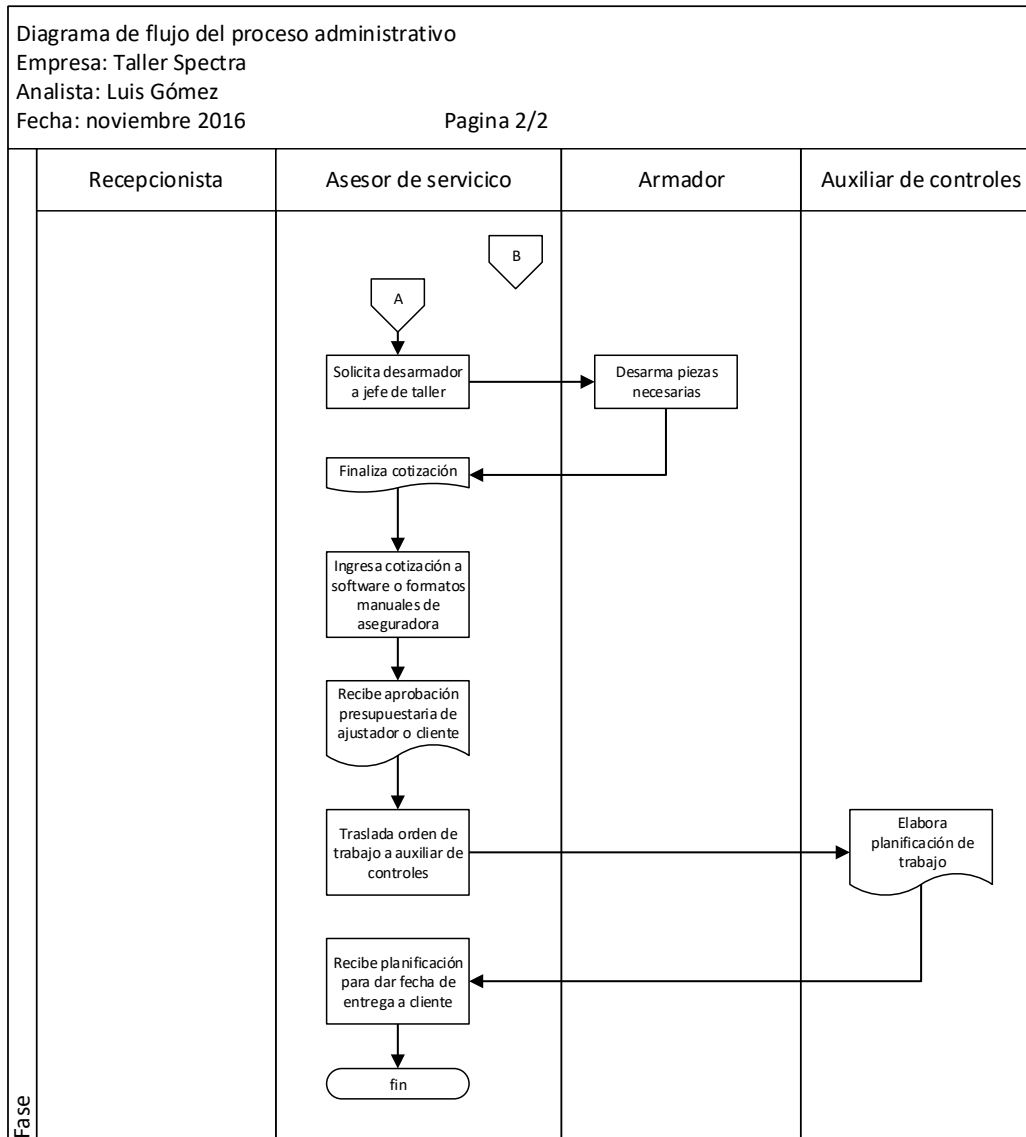 Diagrama de flujo del proceso administrativo
Empresa: Taller Spectra
Analista: Luis Gómez
Fecha: noviembre 2016 Pagina 2/2
Recepcionista
Asesor de servicico
Armador
Auxiliar de controles
B
A
Solicita desarmador
a jefe de taller
Desarma piezas
necesarias
Finaliza cotización
Ingresa cotización a
software o formatos
manuales de
aseguradora
Recibe aprobación
presupuestaria de
ajustador o cliente
Traslada orden de
trabajo a auxiliar de
controles
Elabora
planificación de
trabajo
Recibe planificación
para dar fecha de
entrega a cliente
fin
Fase